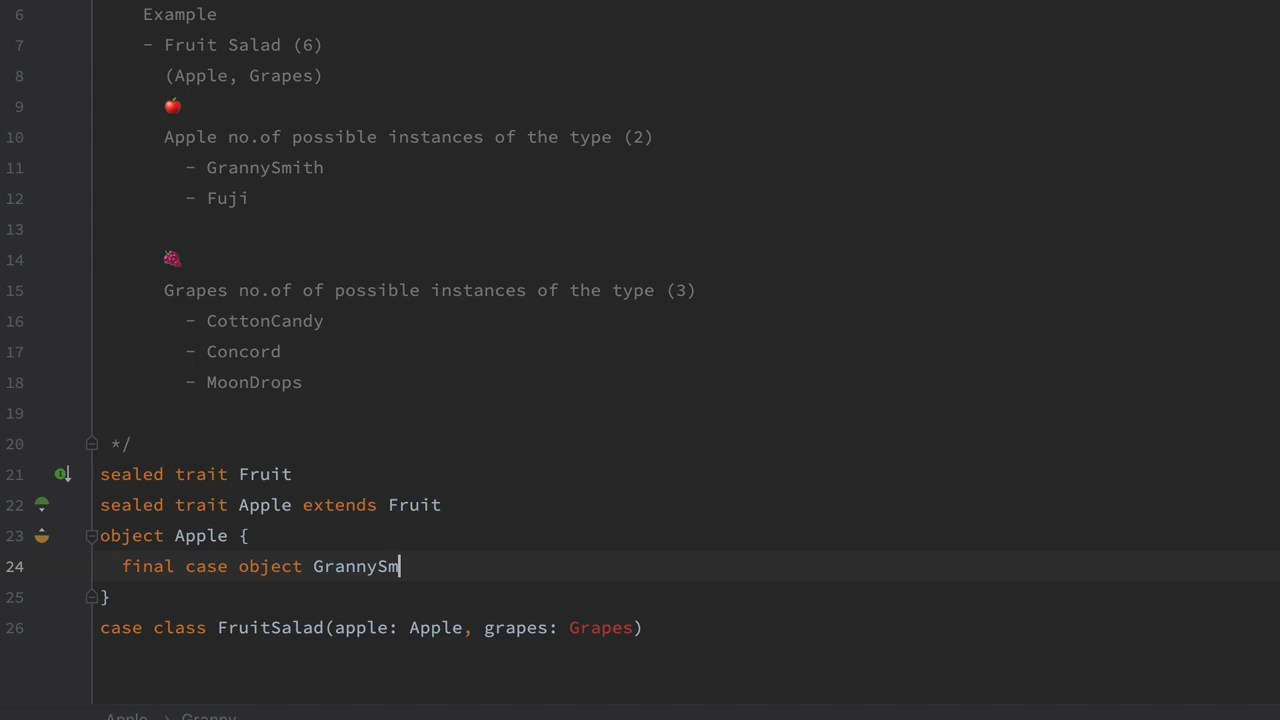 6 Example
7 - Fruit Salad (6)
8 (Apple, Grapes)
9 🍎
10 Apple no.of possible instances of the type (2)
11 - GrannySmith
12 - Fuji
13
14 🍇
15 Grapes no.of of possible instances of the type (3)
16 - CottonCandy
17 - Concord
18 - MoonDrops
19
20 */
21 sealed trait Fruit
22 sealed trait Apple extends Fruit
23 object Apple {
24 final case object GrannySm
25 }
26 case class FruitSalad(apple: Apple, grapes: Grapes)
Apple > Granny